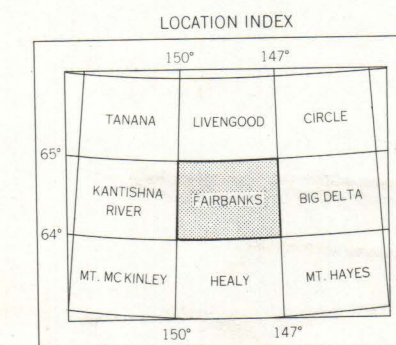 LOCATION INDEX
150° 147°
TANANA LIVENGOOD CIRCLE
65°
KANTISHNA RIVER FAIRBANKS BIG DELTA
64°
MT. MCKINLEY HEALY MT. HAYES
150° 147°